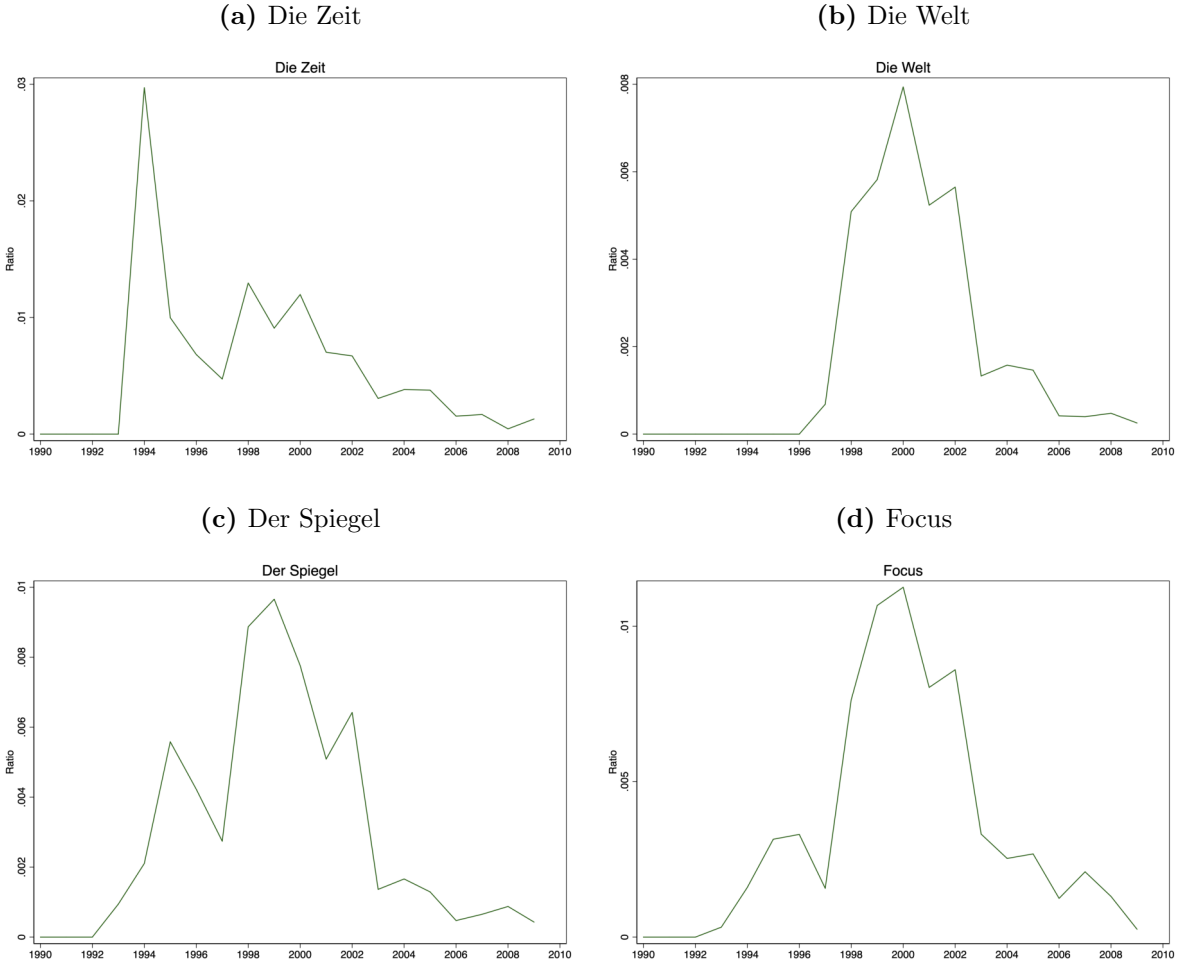 (a) Die Zeit
Die Zeit
.03
.02
.01
0
Ratio
1990 1992 1994 1996 1998 2000 2002 2004 2006 2008 2010
(b) Die Welt
Die Welt
.008
.006
.004
.002
0
Ratio
1990 1992 1994 1996 1998 2000 2002 2004 2006 2008 2010
(c) Der Spiegel
Der Spiegel
.01
.008
.006
.004
.002
0
Ratio
1990 1992 1994 1996 1998 2000 2002 2004 2006 2008 2010
(d) Focus
Focus
.01
.005
0
Ratio
1990 1992 1994 1996 1998 2000 2002 2004 2006 2008 2010